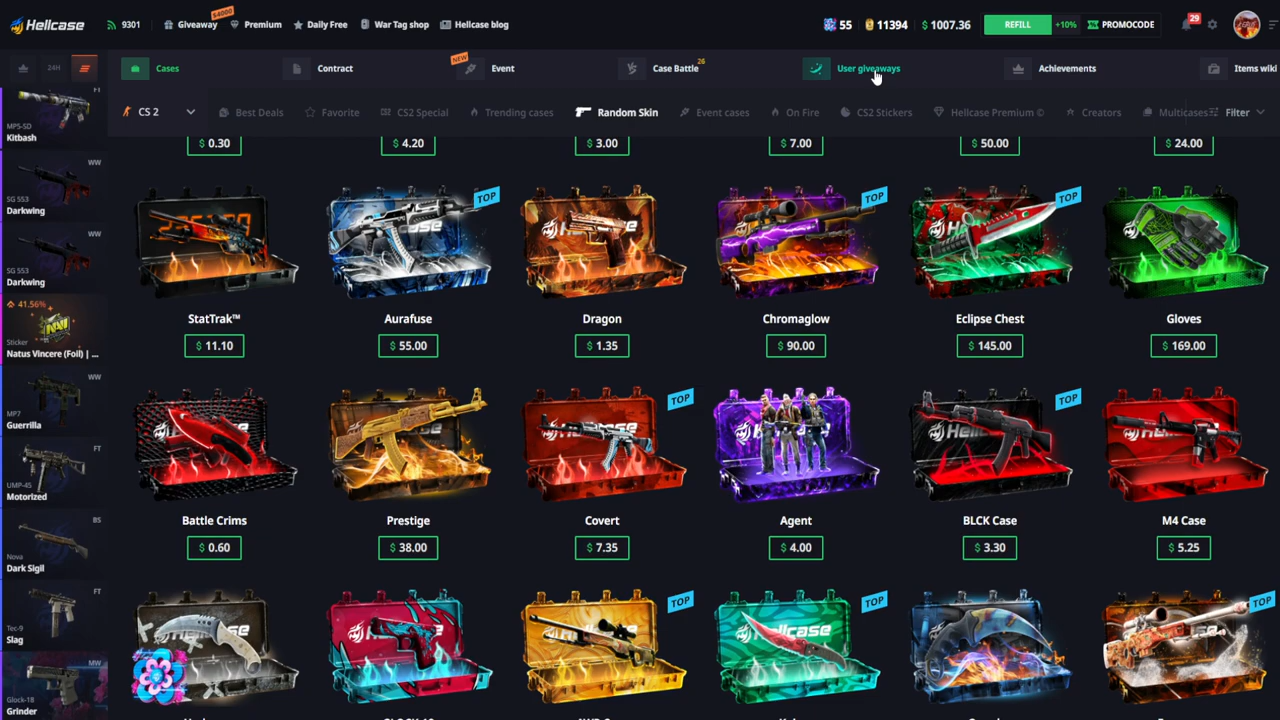 Hellcase
9301
Giveaway
$4000
Premium
Daily Free
War Tag shop
Hellcase blog
55
11394
$ 1007.36
REFILL
+10%
PROMOCODE
29
24H
Cases
Contract
NEW
Event
Case Battle
26
User giveaways
Achievements
Items wiki
CS 2
Best Deals
Favorite
CS2 Special
Trending cases
Random Skin
Event cases
On Fire
CS2 Stickers
Hellcase Premium ©
Creators
Multicases
Filter
FT
MP5-SD
Kitbash
WW
SG 553
Darkwing
WW
SG 553
Darkwing
41.56%
Sticker
Natus Vincere (Foil) | ...
WW
MP7
Guerrilla
FT
UMP-45
Motorized
BS
Nova
Dark Sigil
FT
Tec-9
Slag
MW
Glock-18
Grinder
$ 0.30
$ 4.20
$ 3.00
$ 7.00
$ 50.00
$ 24.00
TOP
TOP
TOP
StatTrak™
Aurafuse
Dragon
Chromaglow
Eclipse Chest
Gloves
$ 11.10
$ 55.00
$ 1.35
$ 90.00
$ 145.00
$ 169.00
TOP
TOP
Battle Crims
Prestige
Covert
Agent
BLCK Case
M4 Case
$ 0.60
$ 38.00
$ 7.35
$ 4.00
$ 3.30
$ 5.25
TOP
TOP
TOP